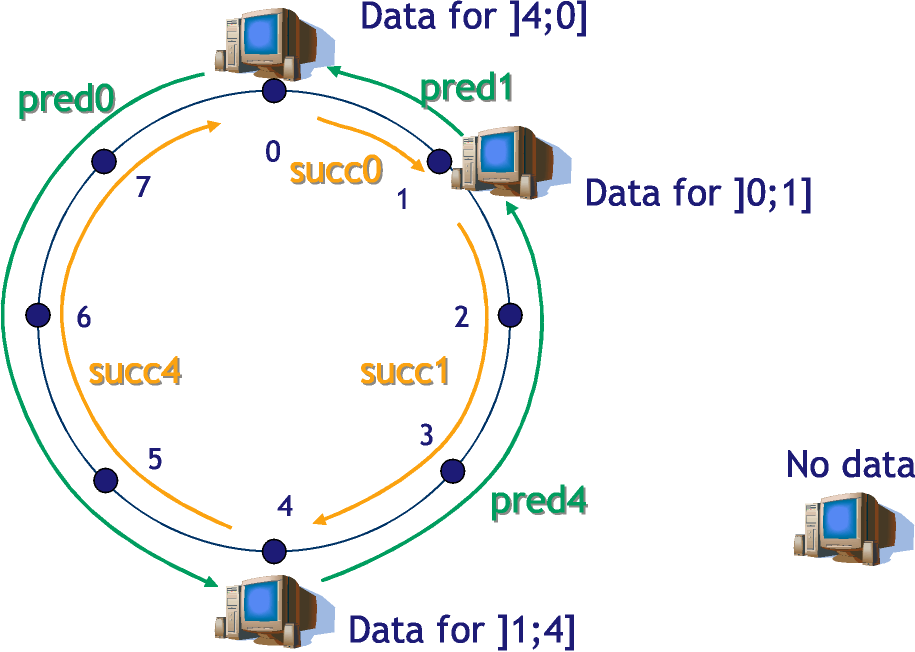 Data for ]4;0]
pred0
pred1
0
succ0
7
1
Data for ]0;1]
6
2
succ4
succ1
3
5
No data
4
pred4
Data for ]1;4]